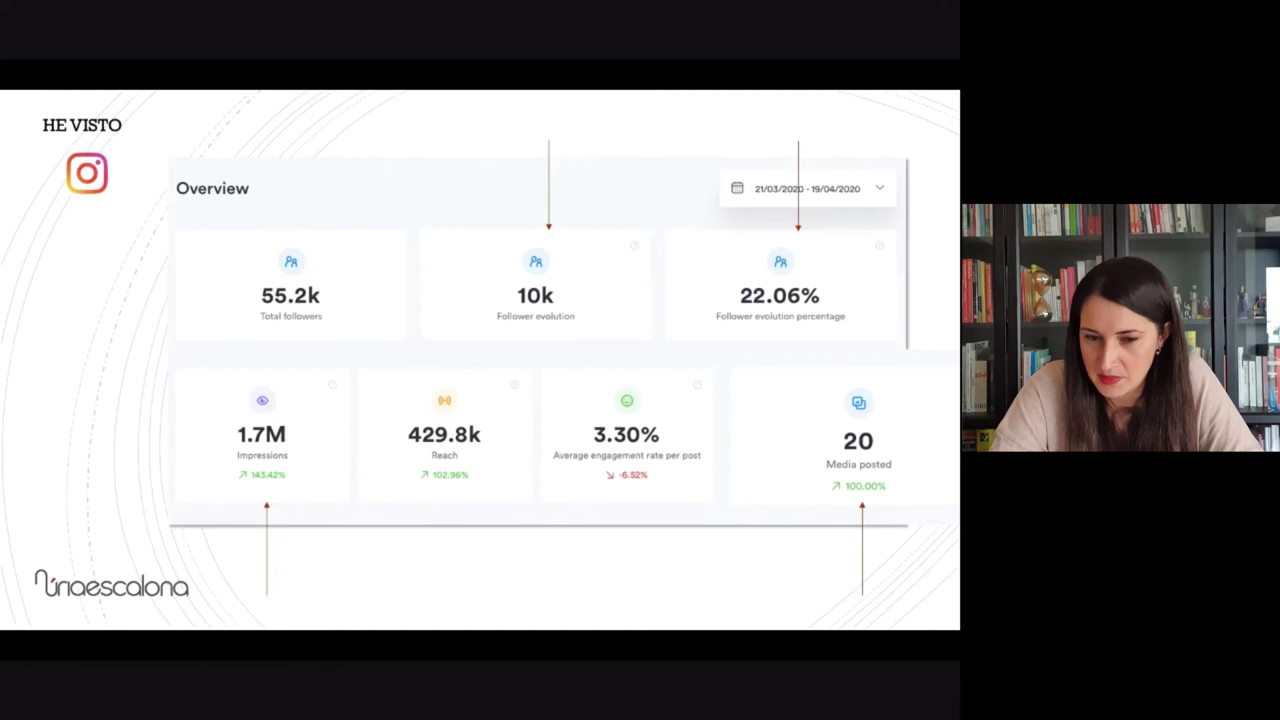 HE VISTO
Overview
21/03/2020 - 19/04/2020
55.2k
Total followers
10k
Follower evolution
22.06%
Follower evolution percentage
1.7M
Impressions
143.42%
429.8k
Reach
102.96%
3.30%
Average engagement rate per post
-6.52%
20
Media posted
100.00%
Núriaescalona